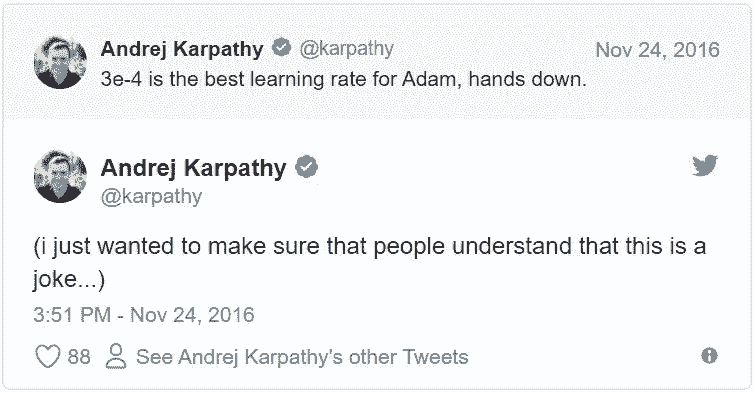 Andrej Karpathy @karpathy Nov 24, 2016
3e-4 is the best learning rate for Adam, hands down.
Andrej Karpathy
@karpathy
(i just wanted to make sure that people understand that this is a
joke...)
3:51 PM - Nov 24, 2016
88 See Andrej Karpathy's other Tweets